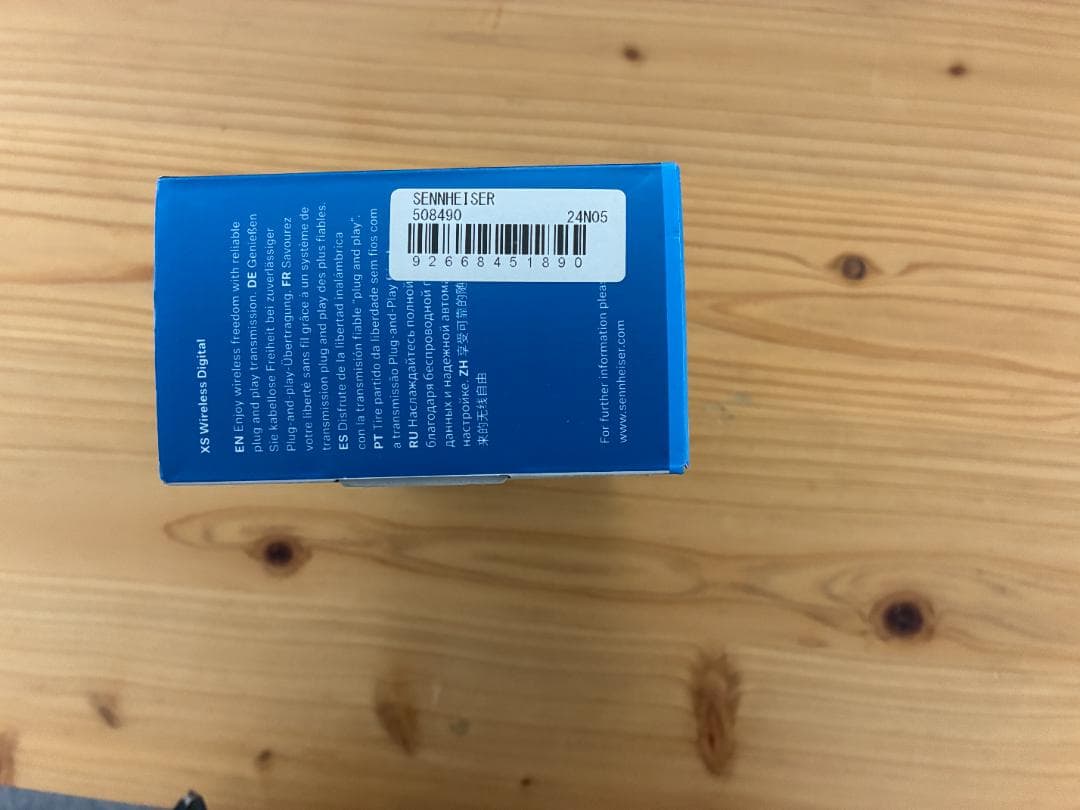 SENNHEISER
508490 24N05
92668451890
XS Wireless Digital
EN Enjoy wireless freedom with reliable
plug and play transmission. DE Genießen
Sie kabellose Freiheit bei zuverlässiger
Plug-and-play-Übertragung. FR Savourez
votre liberté sans fil grâce à un système de
transmission plug and play des plus fiables.
ES Disfrute de la libertad inalámbrica
con la transmisión fiable "plug and play".
PT Tire partido da liberdade sem fios com
a transmissão Plug-and-Play
RU Наслаждайтесь полной
благодаря беспроводной
данных и надежной
настройке. ZH 享受可靠的随
来的无线自由
For further information
www.sennheiser.com